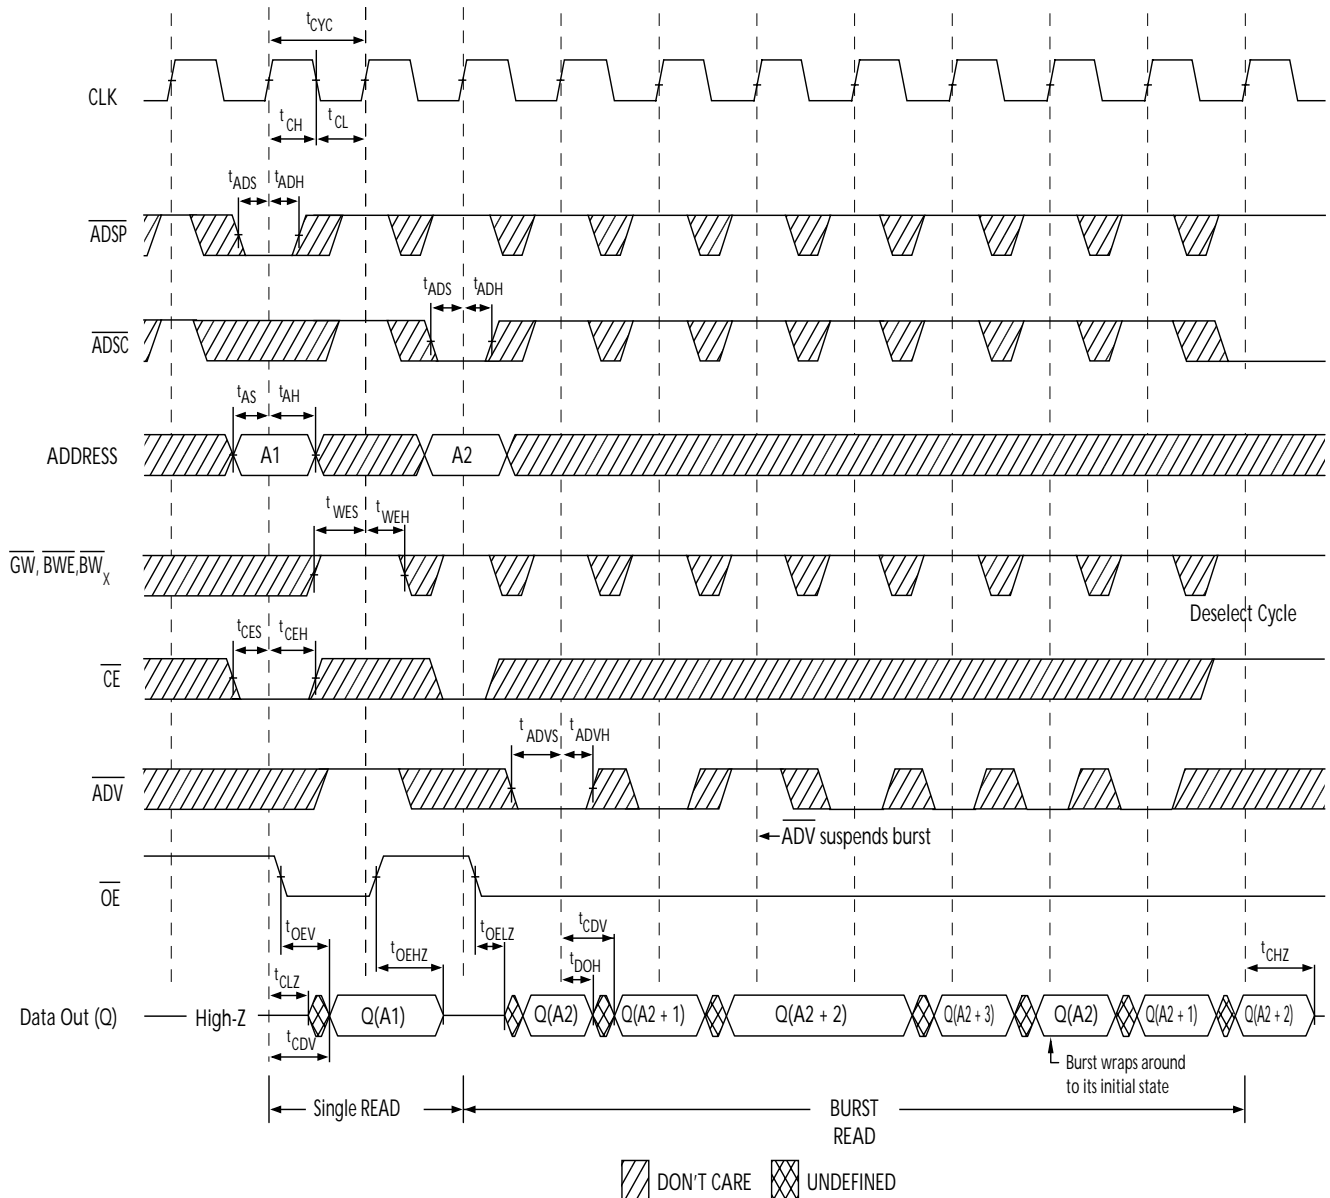 tCYC
CLK
tCH
tCL
tADS
tADH
ADSP
tADS
tADH
ADSC
tAS
tAH
ADDRESS
A1
A2
tWES
tWEH
GW, BWE,BWX
Deselect Cycle
tCES
tCEH
CE
tADVS
tADVH
ADV
ADV suspends burst
OE
tOEV
tOEHZ
tOELZ
tCDV
tDOH
tCLZ
tCHZ
Data Out (Q)
High-Z
Q(A1)
Q(A2)
Q(A2 + 1)
Q(A2 + 2)
Q(A2 + 3)
Q(A2)
Q(A2 + 1)
Q(A2 + 2)
tCDV
Burst wraps around
to its initial state
Single READ
BURST
READ
DON'T CARE
UNDEFINED